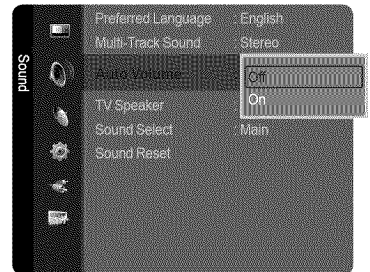 Sound
Preferred Language : English
Multi-Track Sound : Stereo
Auto Volume
Off
On
TV Speaker
Sound Select : Main
Sound Reset